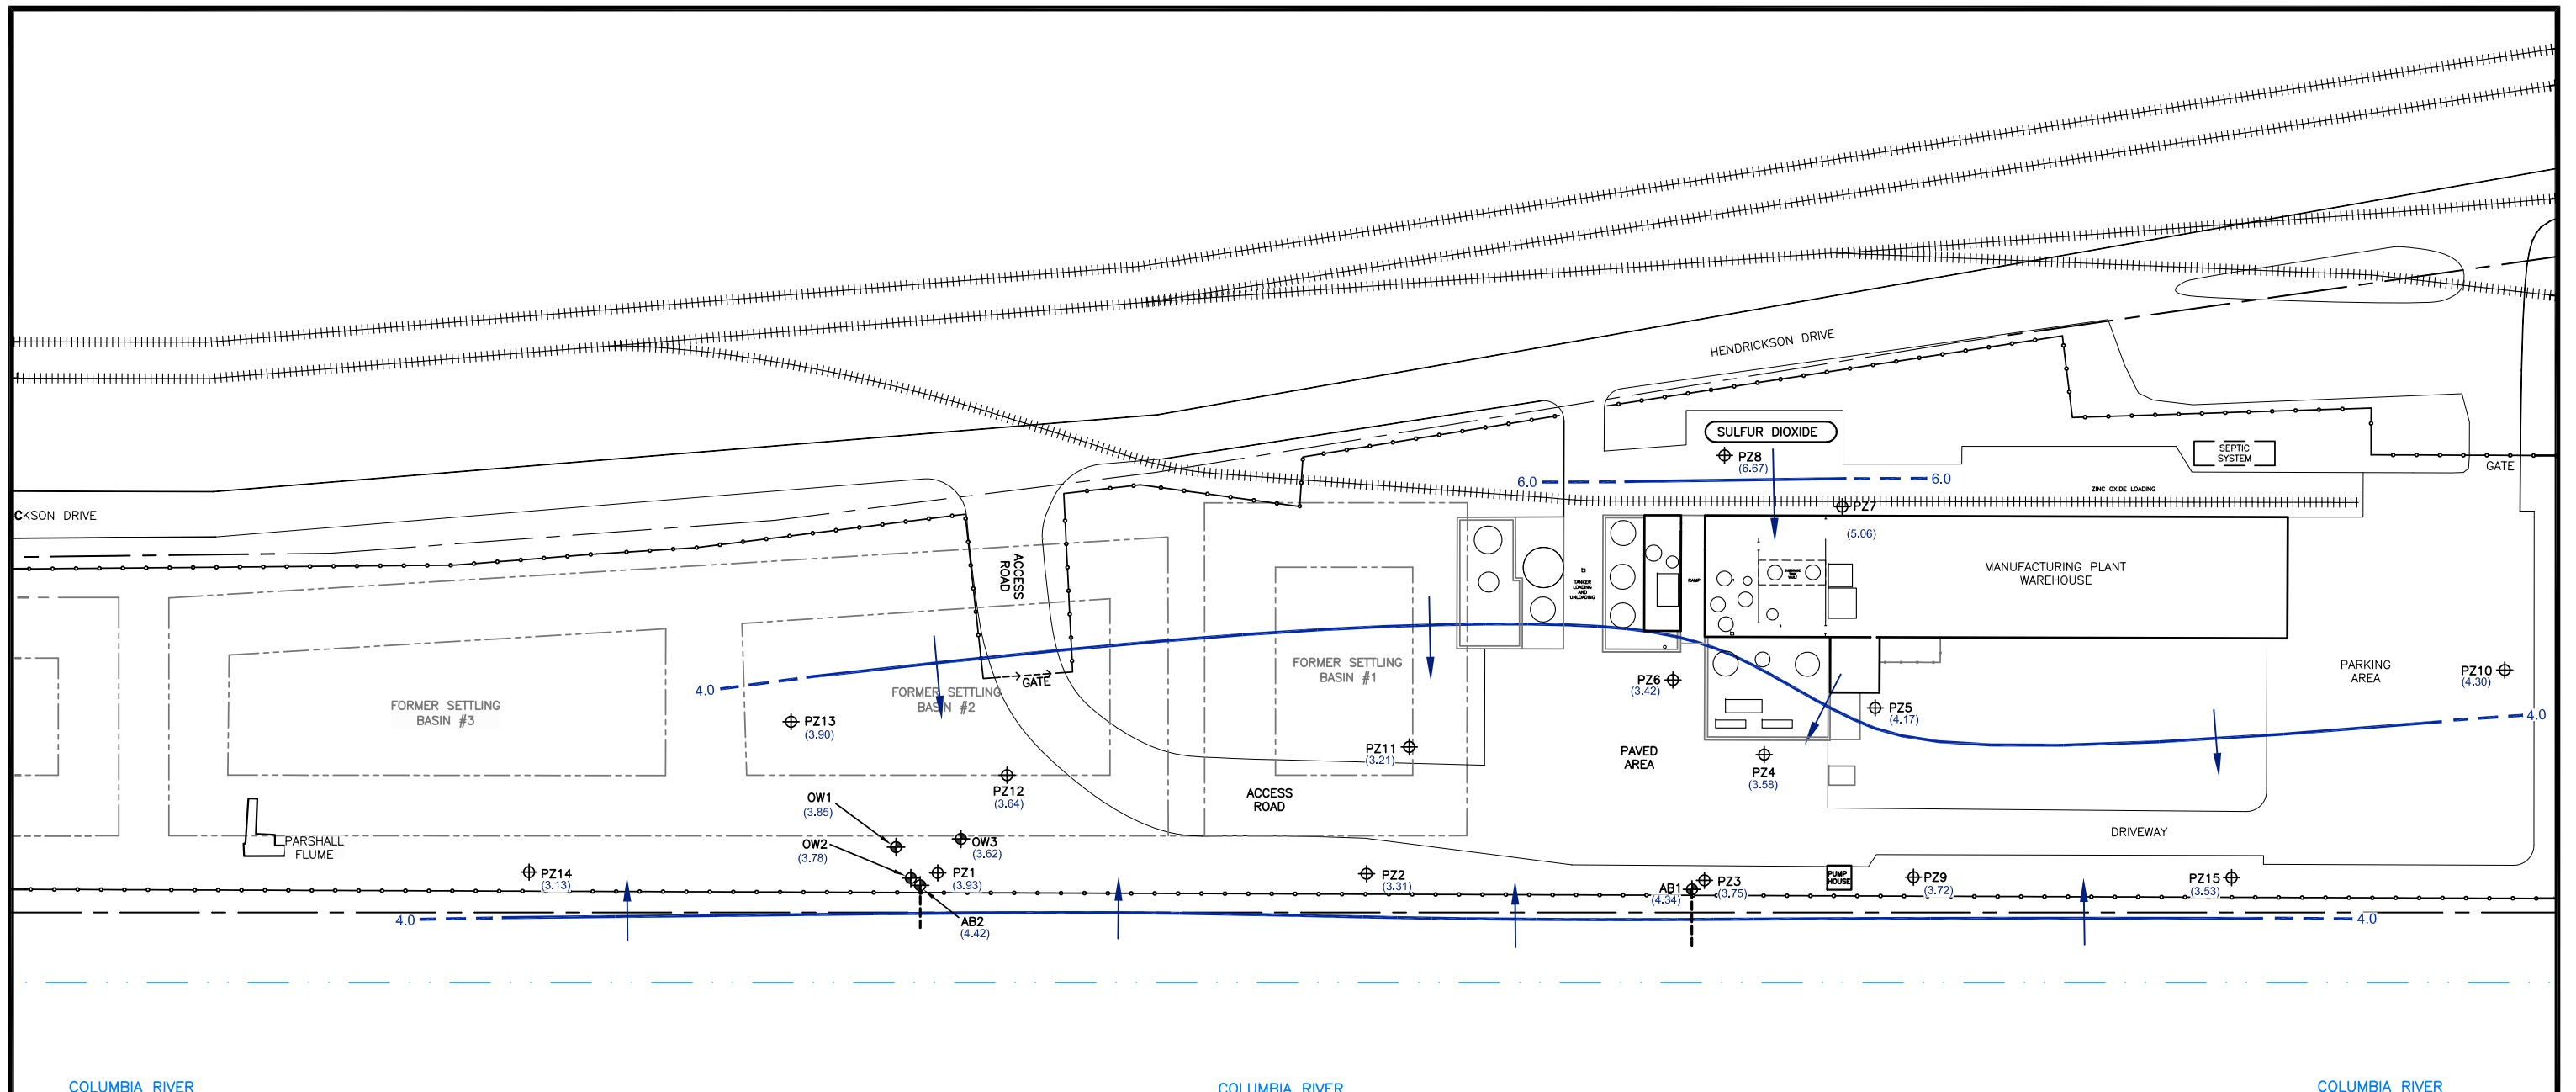 HENDRICKSON DRIVE
SULFUR DIOXIDE
PZ8
(6.67)
SEPTIC
SYSTEM
GATE
6.0
6.0
ZINC OXIDE LOADING
PZ7
(5.06)
CKSON DRIVE
ACCESS
ROAD
TANKER
LOADING
AND
UNLOADING
RAMP
MANUFACTURING PLANT
WAREHOUSE
FORMER SETTLING
BASIN #1
PARKING
AREA
PZ10
(4.30)
GATE
4.0
PZ6
(3.42)
FORMER SETTLING
BASIN #2
FORMER SETTLING
BASIN #3
PZ5
(4.17)
4.0
PZ13
(3.90)
PZ11
(3.21)
PAVED
AREA
PZ4
(3.58)
PZ12
(3.64)
ACCESS
ROAD
OW1
(3.85)
DRIVEWAY
PARSHALL
FLUME
OW2
(3.78)
OW3
(3.62)
PZ14
(3.13)
PZ1
(3.93)
PZ2
(3.31)
AB1
(4.34)
PZ3
(3.75)
PUMP
HOUSE
PZ9
(3.72)
PZ15
(3.53)
4.0
AB2
(4.42)
4.0
COLUMBIA RIVER
COLUMBIA RIVER
COLUMBIA RIVER